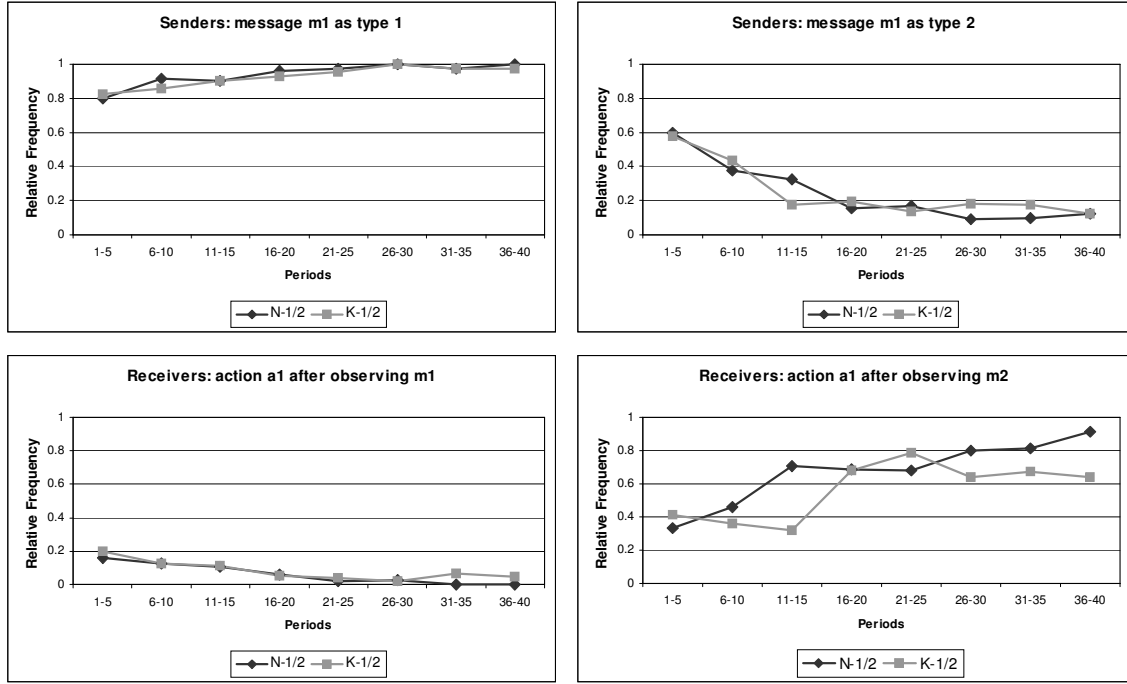 Senders: message m1 as type 1
Relative Frequency
1
0.8
0.6
0.4
0.2
0
1-5 6-10 11-15 16-20 21-25 26-30 31-35 36-40
Periods
N-1/2 K-1/2
Senders: message m1 as type 2
Relative Frequency
1
0.8
0.6
0.4
0.2
0
1-5 6-10 11-15 16-20 21-25 26-30 31-35 36-40
Periods
N-1/2 K-1/2
Receivers: action a1 after observing m1
Relative Frequency
1
0.8
0.6
0.4
0.2
0
1-5 6-10 11-15 16-20 21-25 26-30 31-35 36-40
Periods
N-1/2 K-1/2
Receivers: action a1 after observing m2
Relative Frequency
1
0.8
0.6
0.4
0.2
0
1-5 6-10 11-15 16-20 21-25 26-30 31-35 36-40
Periods
N-1/2 K-1/2